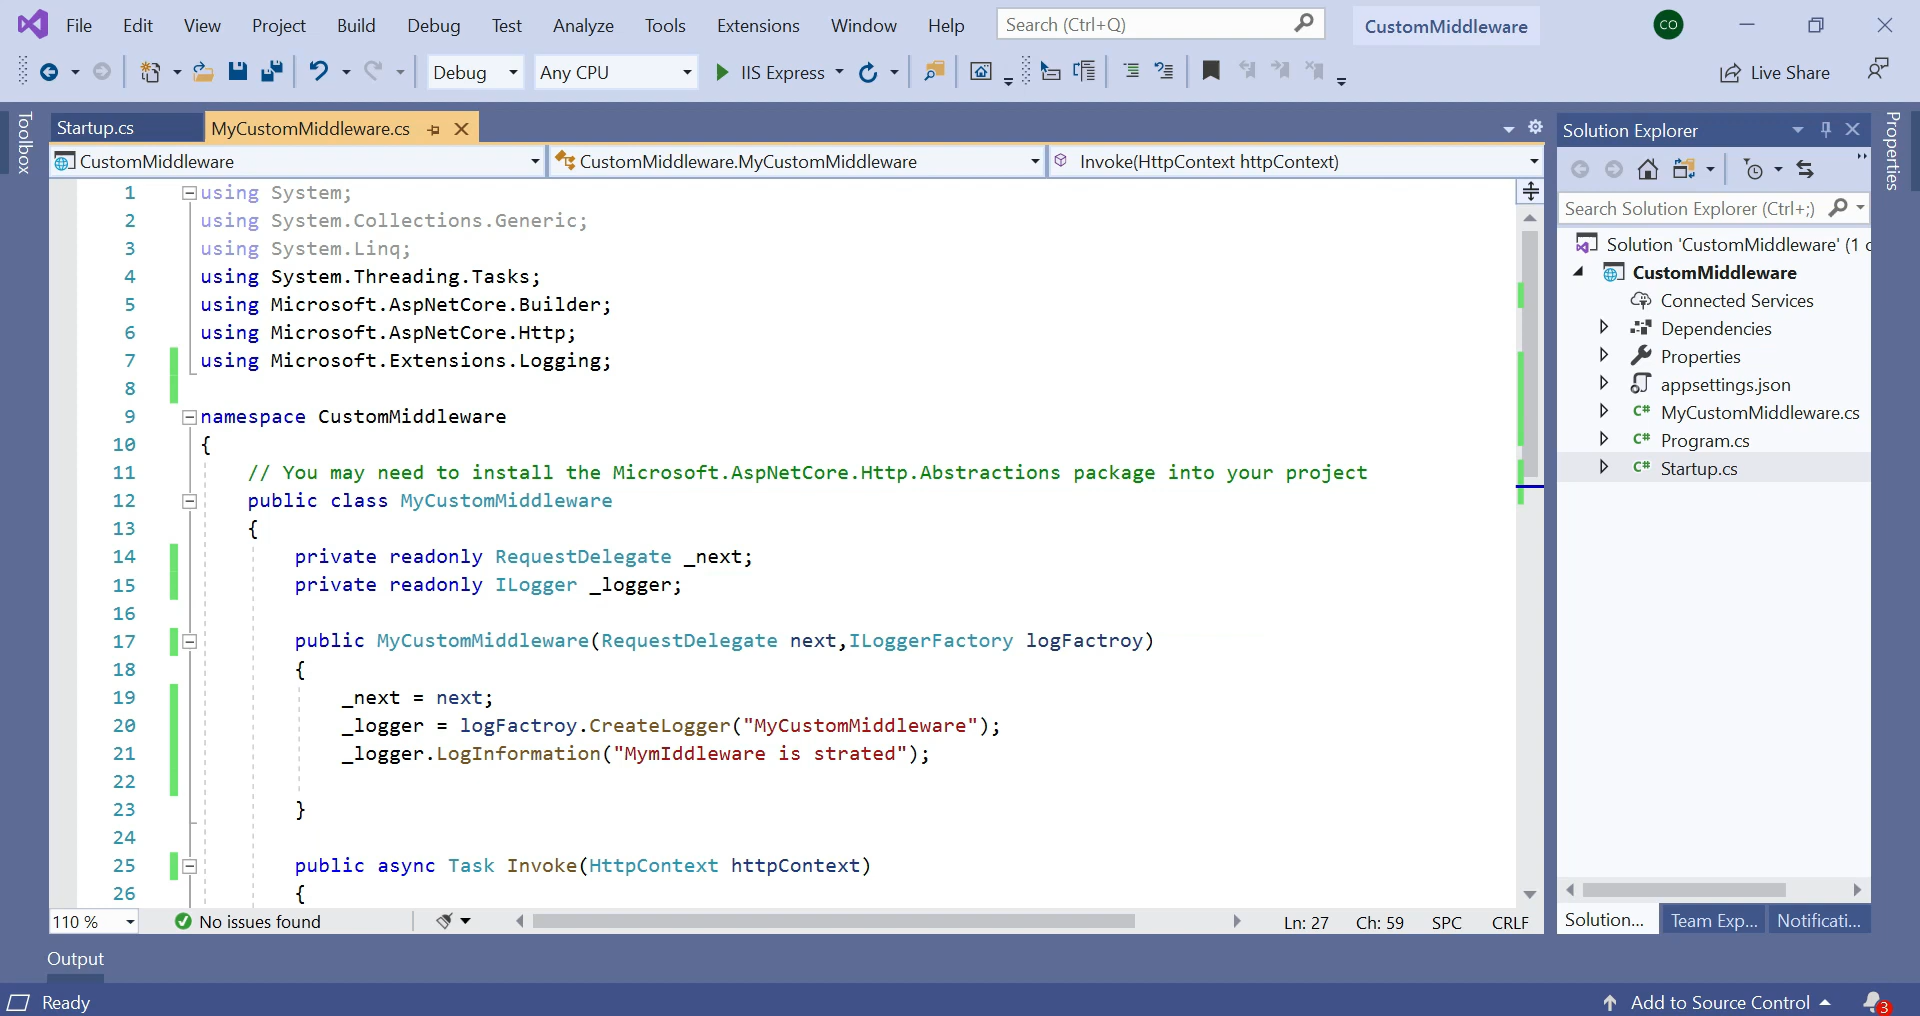 File Edit View Project Build Debug Test Analyze Tools Extensions Window Help Search (Ctrl+Q) CustomMiddleware CO
Debug Any CPU IIS Express Live Share
Toolbox
Startup.cs MyCustomMiddleware.cs
CustomMiddleware CustomMiddleware.MyCustomMiddleware Invoke(HttpContext httpContext)
1 using System;
2 using System.Collections.Generic;
3 using System.Linq;
4 using System.Threading.Tasks;
5 using Microsoft.AspNetCore.Builder;
6 using Microsoft.AspNetCore.Http;
7 using Microsoft.Extensions.Logging;
8
9 namespace CustomMiddleware
10 {
11 // You may need to install the Microsoft.AspNetCore.Http.Abstractions package into your project
12 public class MyCustomMiddleware
13 {
14 private readonly RequestDelegate _next;
15 private readonly ILogger _logger;
16
17 public MyCustomMiddleware(RequestDelegate next,ILoggerFactory logFactroy)
18 {
19 _next = next;
20 _logger = logFactroy.CreateLogger("MyCustomMiddleware");
21 _logger.LogInformation("MymIddleware is strated");
22
23 }
24
25 public async Task Invoke(HttpContext httpContext)
26 {
110 % No issues found Ln: 27 Ch: 59 SPC CRLF
Solution Explorer
Search Solution Explorer (Ctrl+;)
Solution 'CustomMiddleware' (1 c
CustomMiddleware
Connected Services
Dependencies
Properties
appsettings.json
MyCustomMiddleware.cs
Program.cs
Startup.cs
Solution... Team Exp... Notificati...
Properties
Output
Ready Add to Source Control 3